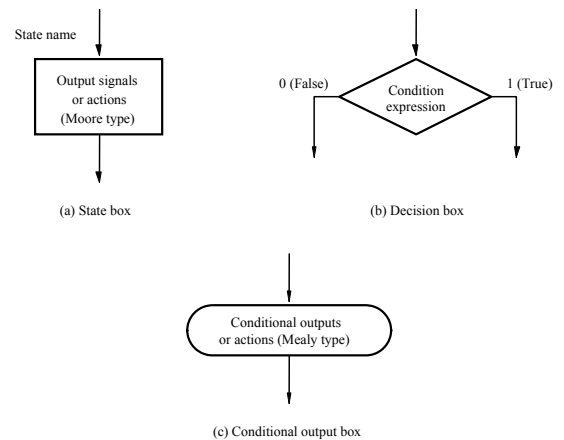 State name
Output signals
or actions
(Moore type)
(a) State box
0 (False)
Condition
expression
1 (True)
(b) Decision box
Conditional outputs
or actions (Mealy type)
(c) Conditional output box